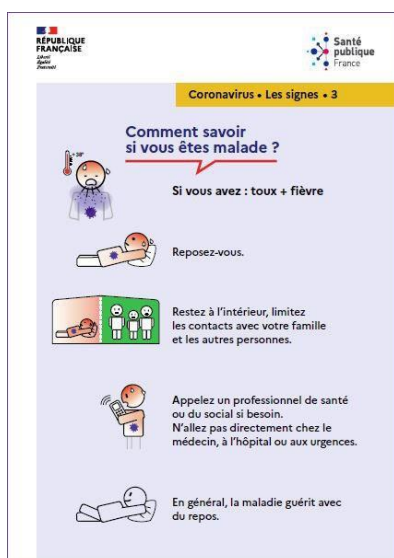 RÉPUBLIQUE
FRANÇAISE
Liberté
Égalité
Fraternité
Santé
publique
France
Coronavirus • Les signes • 3
Comment savoir
si vous êtes malade ?
Si vous avez : toux + fièvre
Reposez-vous.
Restez à l'intérieur, limitez
les contacts avec votre famille
et les autres personnes.
Appelez un professionnel de santé
ou du social si besoin.
N'allez pas directement chez le
médecin, à l'hôpital ou aux urgences.
En général, la maladie guérit avec
du repos.